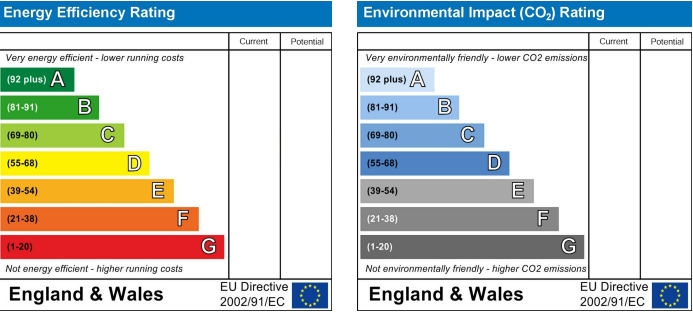 Energy Efficiency Rating
Current Potential
Very energy efficient - lower running costs
(92 plus) A
(81-91) B
(69-80) C
(55-68) D
(39-54) E
(21-38) F
(1-20) G
Not energy efficient - higher running costs
England & Wales
EU Directive
2002/91/EC
Environmental Impact (CO₂) Rating
Current Potential
Very environmentally friendly - lower CO2 emissions
(92 plus) A
(81-91) B
(69-80) C
(55-68) D
(39-54) E
(21-38) F
(1-20) G
Not environmentally friendly - higher CO2 emissions
England & Wales
EU Directive
2002/91/EC